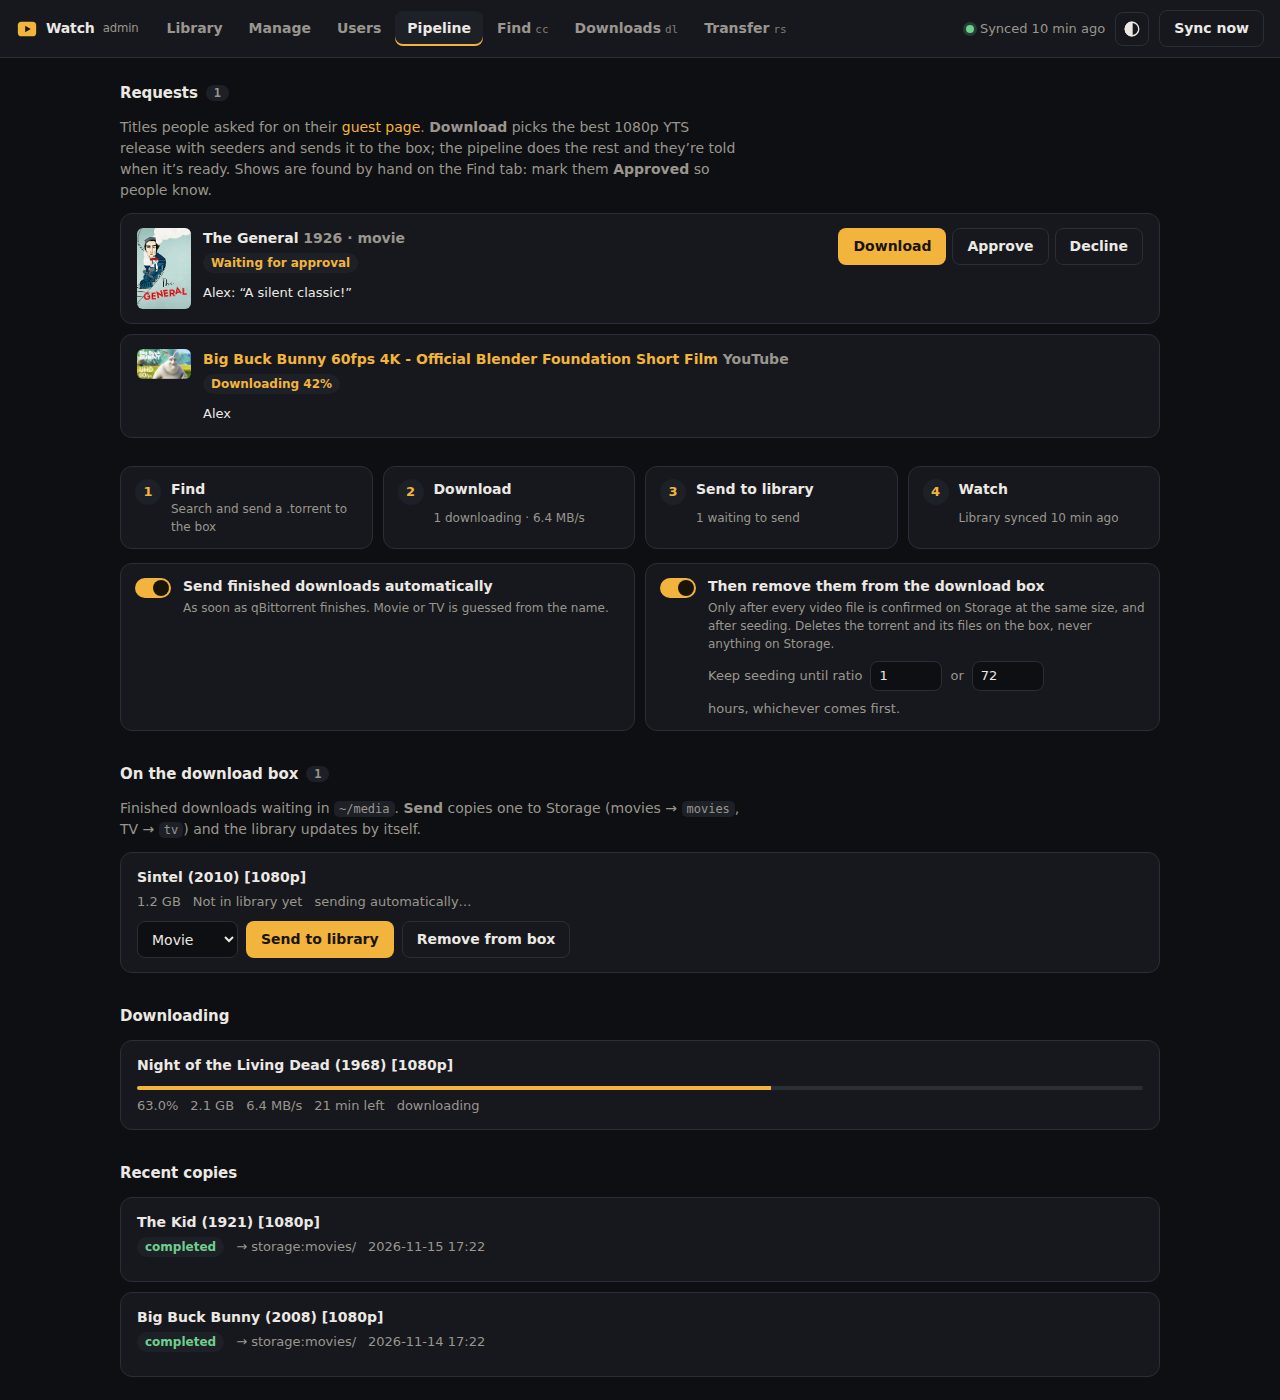 Watch admin Library Manage Users Pipeline Find cc Downloads dl Transfer rs Synced 10 min ago Sync now
Requests 1
Titles people asked for on their guest page. Download picks the best 1080p YTS
release with seeders and sends it to the box; the pipeline does the rest and they’re told
when it’s ready. Shows are found by hand on the Find tab: mark them Approved so
people know.
The
GENERAL
The General 1926 · movie
Waiting for approval
Alex: “A silent classic!”
Download Approve Decline
Big Buck Bunny 60fps 4K - Official Blender Foundation Short Film YouTube
Downloading 42%
Alex
1 Find
Search and send a .torrent to
the box
2 Download
1 downloading · 6.4 MB/s
3 Send to library
1 waiting to send
4 Watch
Library synced 10 min ago
Send finished downloads automatically
As soon as qBittorrent finishes. Movie or TV is guessed from the name.
Then remove them from the download box
Only after every video file is confirmed on Storage at the same size, and
after seeding. Deletes the torrent and its files on the box, never
anything on Storage.
Keep seeding until ratio 1 or 72
hours, whichever comes first.
On the download box 1
Finished downloads waiting in ~/media. Send copies one to Storage (movies → movies,
TV → tv) and the library updates by itself.
Sintel (2010) [1080p]
1.2 GB Not in library yet sending automatically…
Movie Send to library Remove from box
Downloading
Night of the Living Dead (1968) [1080p]
63.0% 2.1 GB 6.4 MB/s 21 min left downloading
Recent copies
The Kid (1921) [1080p]
completed → storage:movies/ 2026-11-15 17:22
Big Buck Bunny (2008) [1080p]
completed → storage:movies/ 2026-11-14 17:22